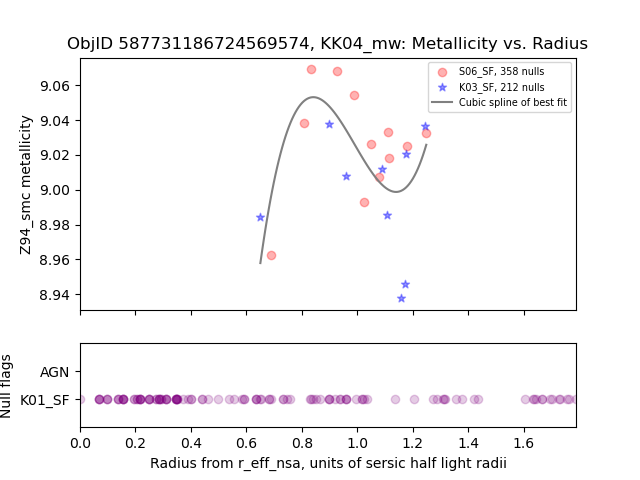 ObjID 587731186724569574, KK04_mw: Metallicity vs. Radius
9.06
9.04
9.02
9.00
8.98
8.96
8.94
Z94_smc metallicity
S06_SF, 358 nulls
K03_SF, 212 nulls
Cubic spline of best fit
AGN
K01_SF
Null flags
0.0 0.2 0.4 0.6 0.8 1.0 1.2 1.4 1.6
Radius from r_eff_nsa, units of sersic half light radii